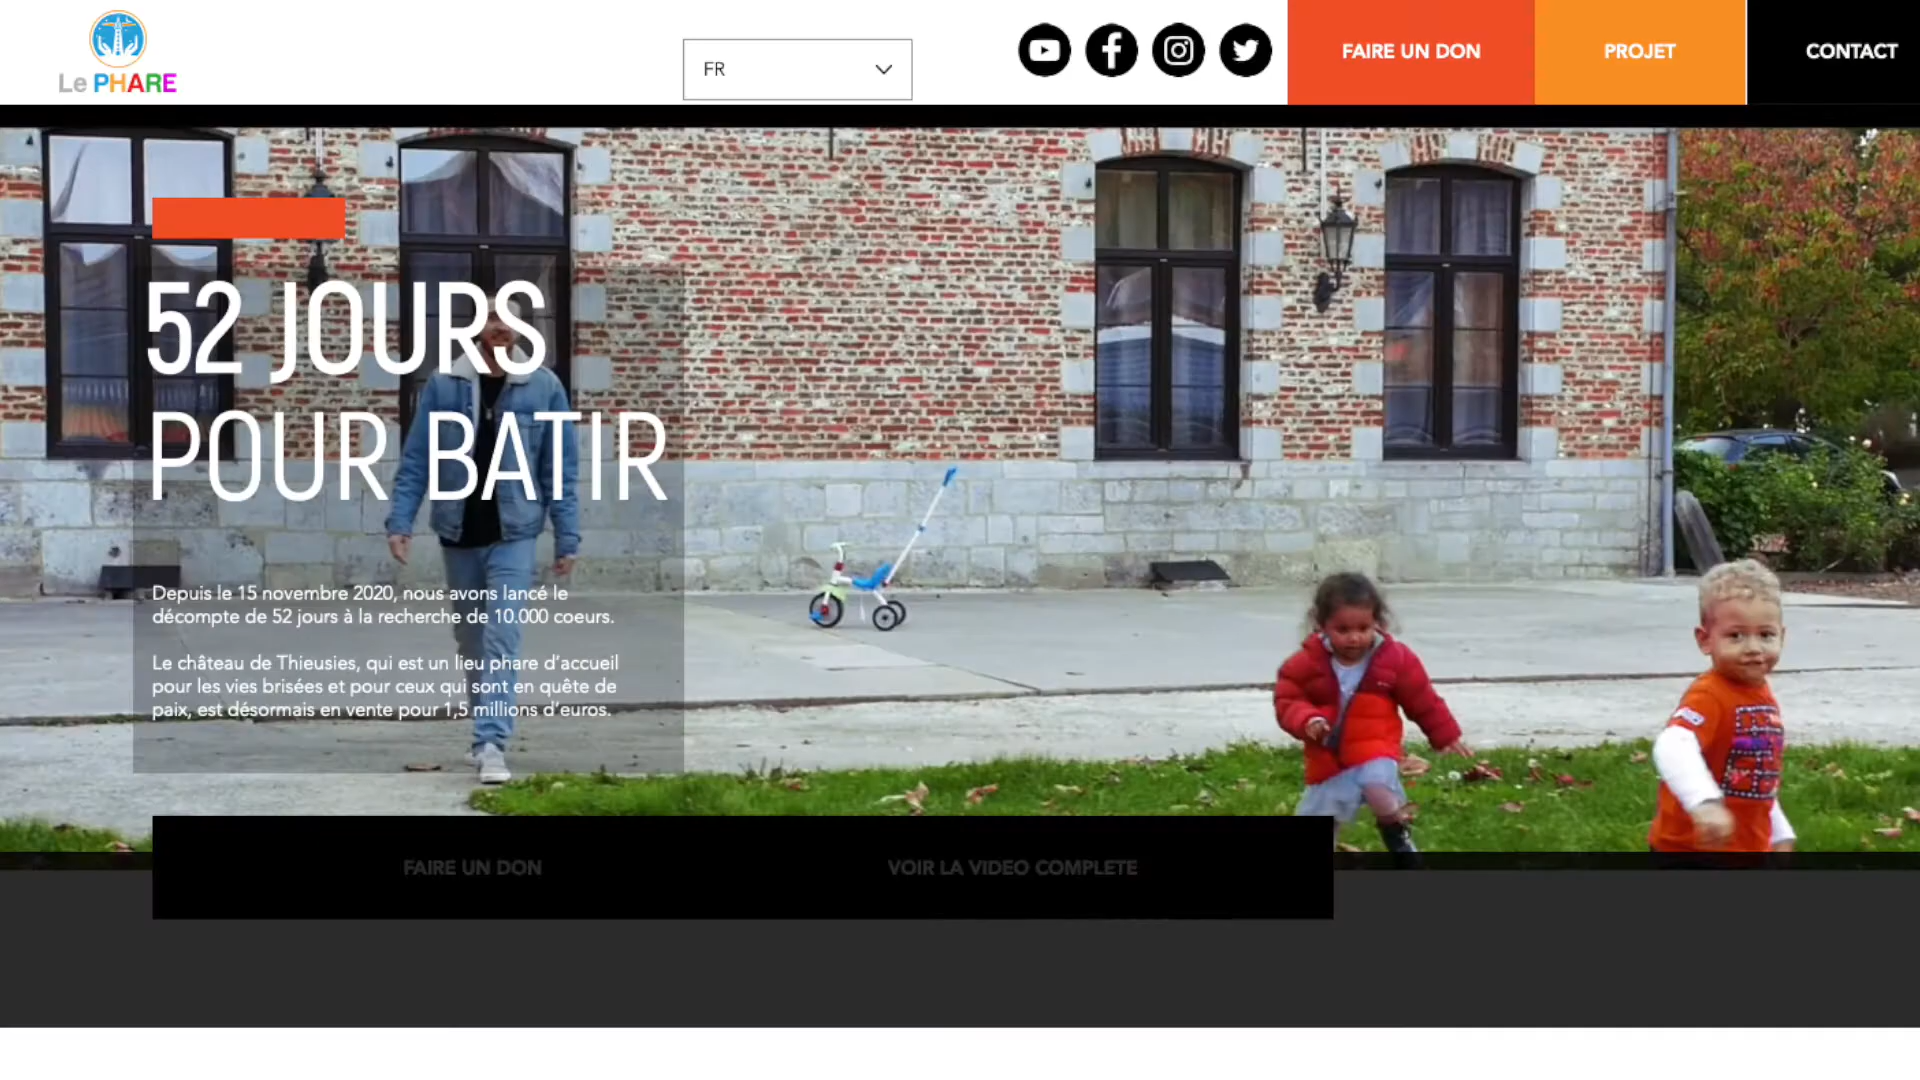 Le PHARE
FR
FAIRE UN DON
PROJET
CONTACT
52 JOURS
POUR BATIR
Depuis le 15 novembre 2020, nous avons lancé le
décompte de 52 jours à la recherche de 10.000 coeurs.
Le château de Thieusies, qui est un lieu phare d'accueil
pour les vies brisées et pour ceux qui sont en quête de
paix, est désormais en vente pour 1,5 millions d'euros.
FAIRE UN DON
VOIR LA VIDEO COMPLETE